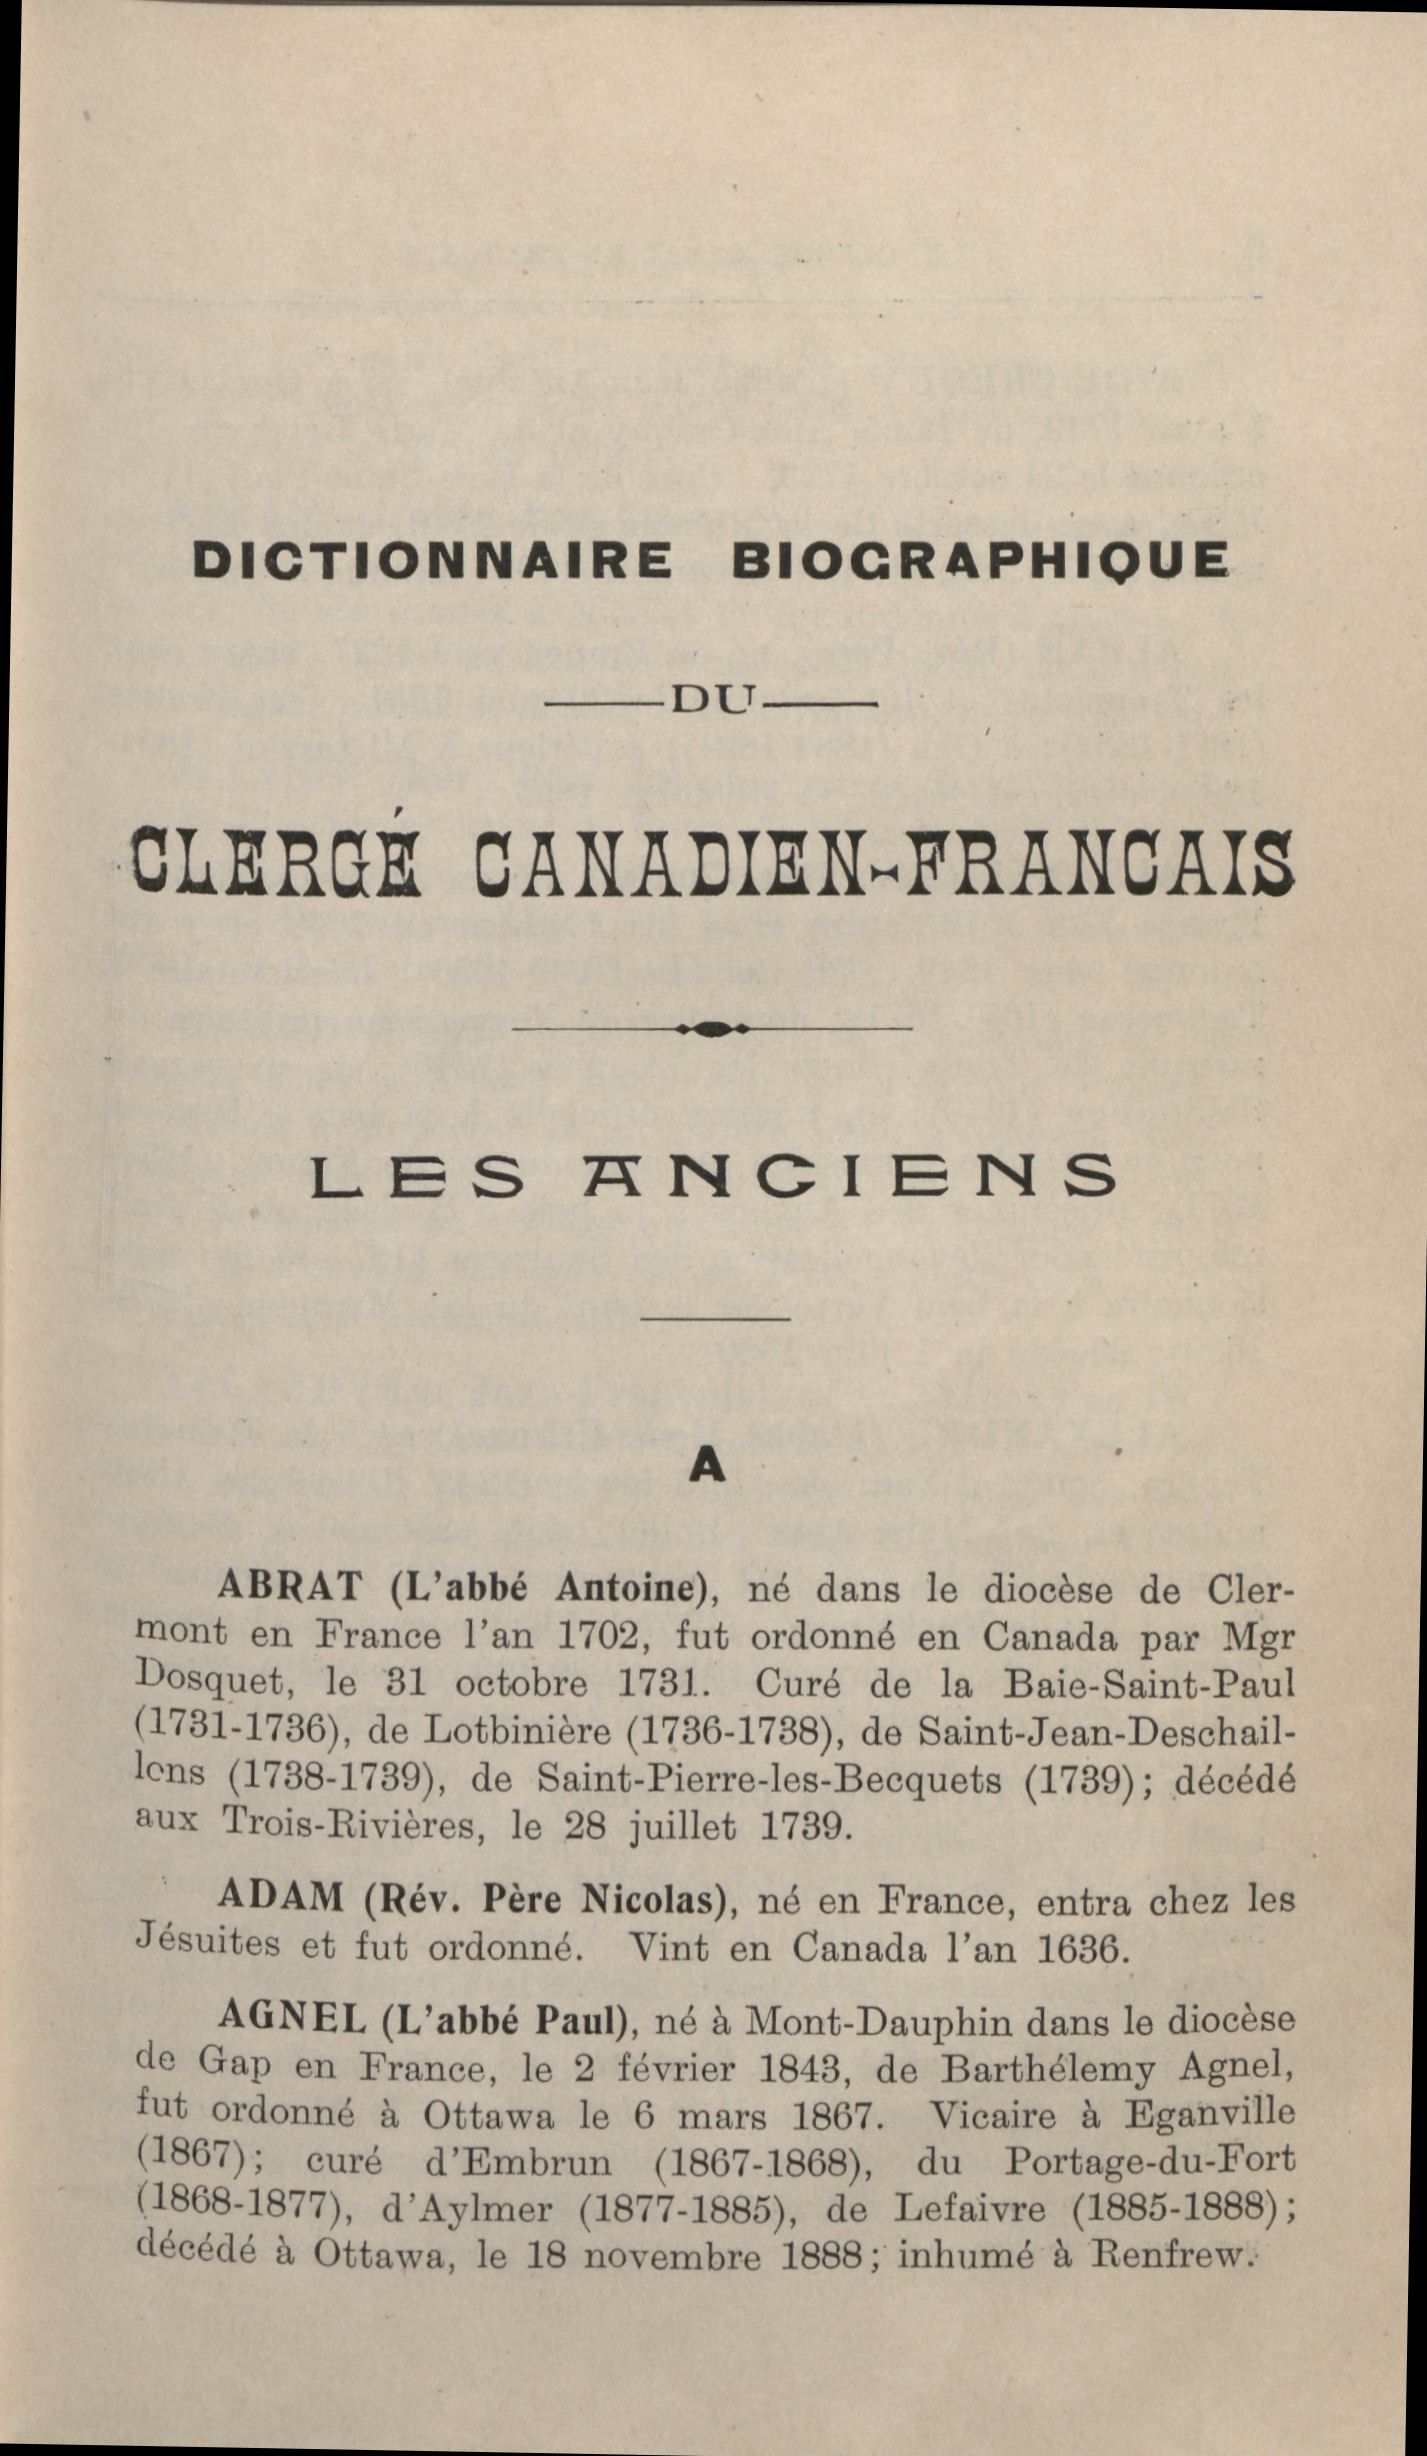 DICTIONNAIRE BIOGRAPHIQUE
DU
CLERGÉ CANADIEN-FRANCAIS
LES ANCIENS
A
ABRAT (L'abbé Antoine), né dans le diocèse de Cler-
mont en France l'an 1702, fut ordonné en Canada par Mgr
Dosquet, le 31 octobre 1731. Curé de la Baie-Saint-Paul
(1731-1736), de Lotbinière (1736-1738), de Saint-Jean-Deschail-
lons (1738-1739), de Saint-Pierre-les-Becquets (1739); décédé
aux Trois-Rivières, le 28 juillet 1739.
ADAM (Rév. Père Nicolas), né en France, entra chez les
Jésuites et fut ordonné. Vint en Canada l'an 1636.
AGNEL (L'abbé Paul), né à Mont-Dauphin dans le diocèse
de Gap en France, le 2 février 1843, de Barthélemy Agnel,
fut ordonné à Ottawa le 6 mars 1867. Vicaire à Eganville
(1867); curé d'Embrun (1867-1868), du Portage-du-Fort
(1868-1877), d'Aylmer (1877-1885), de Lefaivre (1885-1888);
décédé à Ottawa, le 18 novembre 1888; inhumé à Renfrew.